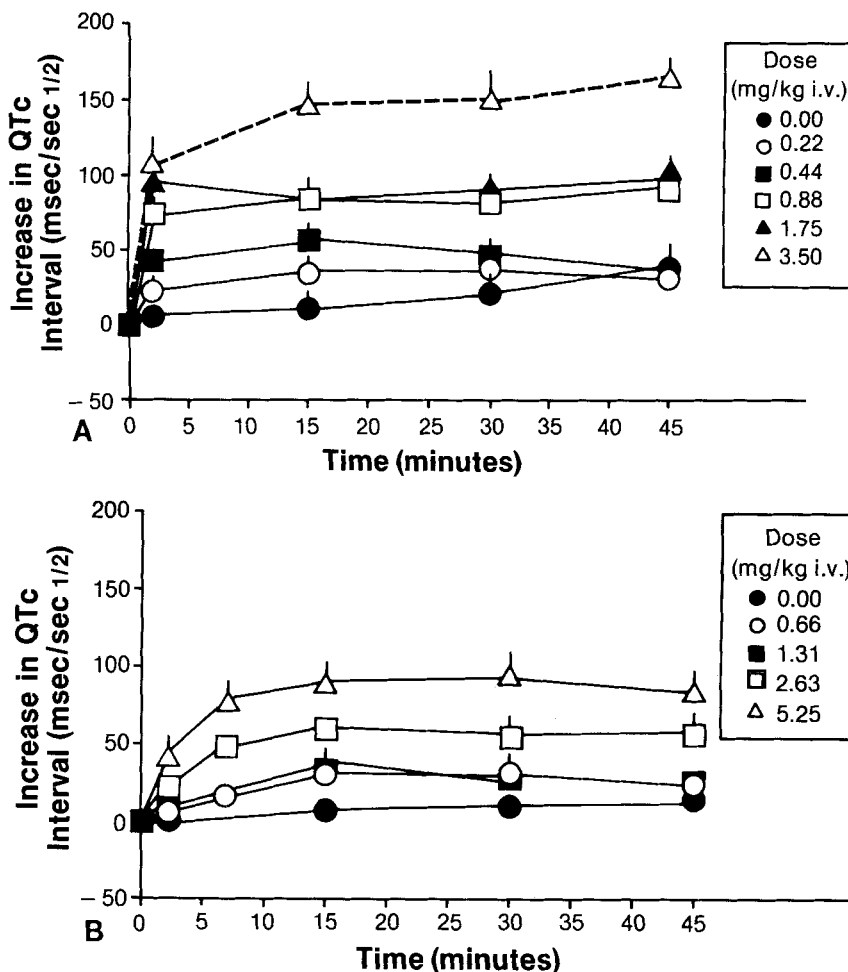 200
150
100
50
0
– 50
Increase in QTc
Interval (msec/sec 1/2)
0 5 10 15 20 25 30 35 40 45
A
Time (minutes)
Dose
(mg/kg i.v.)
0.00
0.22
0.44
0.88
1.75
3.50
200
150
100
50
0
– 50
Increase in QTc
Interval (msec/sec 1/2)
0 5 10 15 20 25 30 35 40 45
B
Time (minutes)
Dose
(mg/kg i.v.)
0.00
0.66
1.31
2.63
5.25